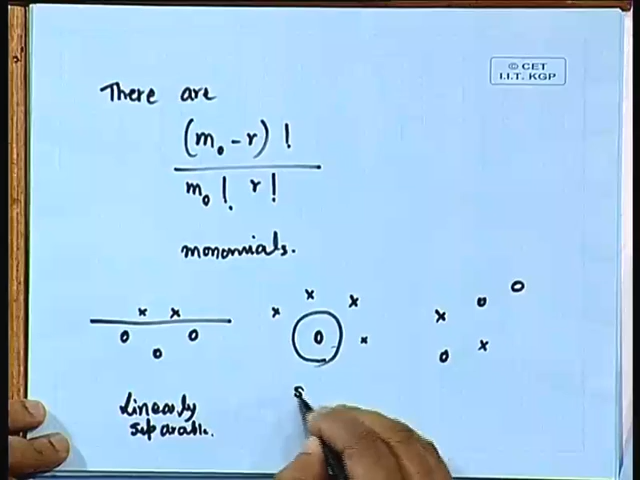 © CET
I.I.T. KGP
There are
(m₀ - r) !
m₀ ! r !
monomials.
x x
x x x
x o o
o o
o
o x
o
o x
Linearly
separable.
s